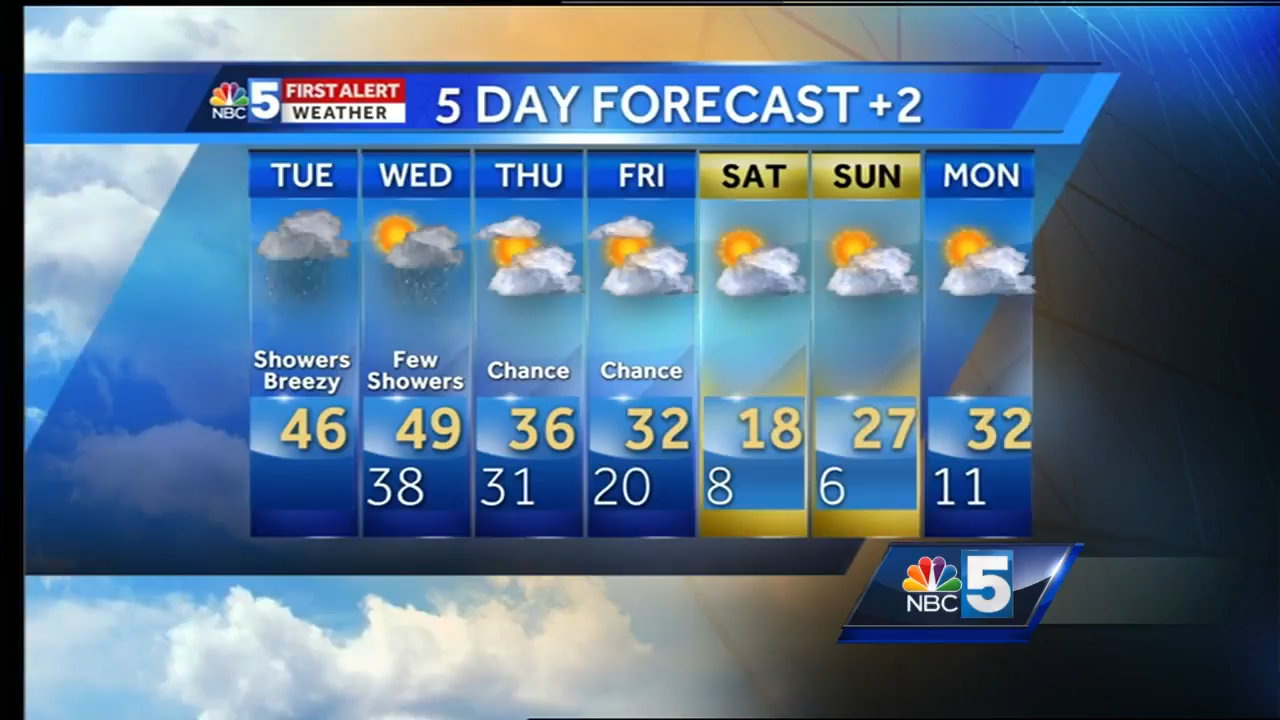 NBC 5 FIRST ALERT WEATHER
5 DAY FORECAST +2
TUE WED THU FRI SAT SUN MON
Showers Breezy
Few Showers
Chance
Chance
46 49 36 32 18 27 32
38 31 20 8 6 11
NBC 5